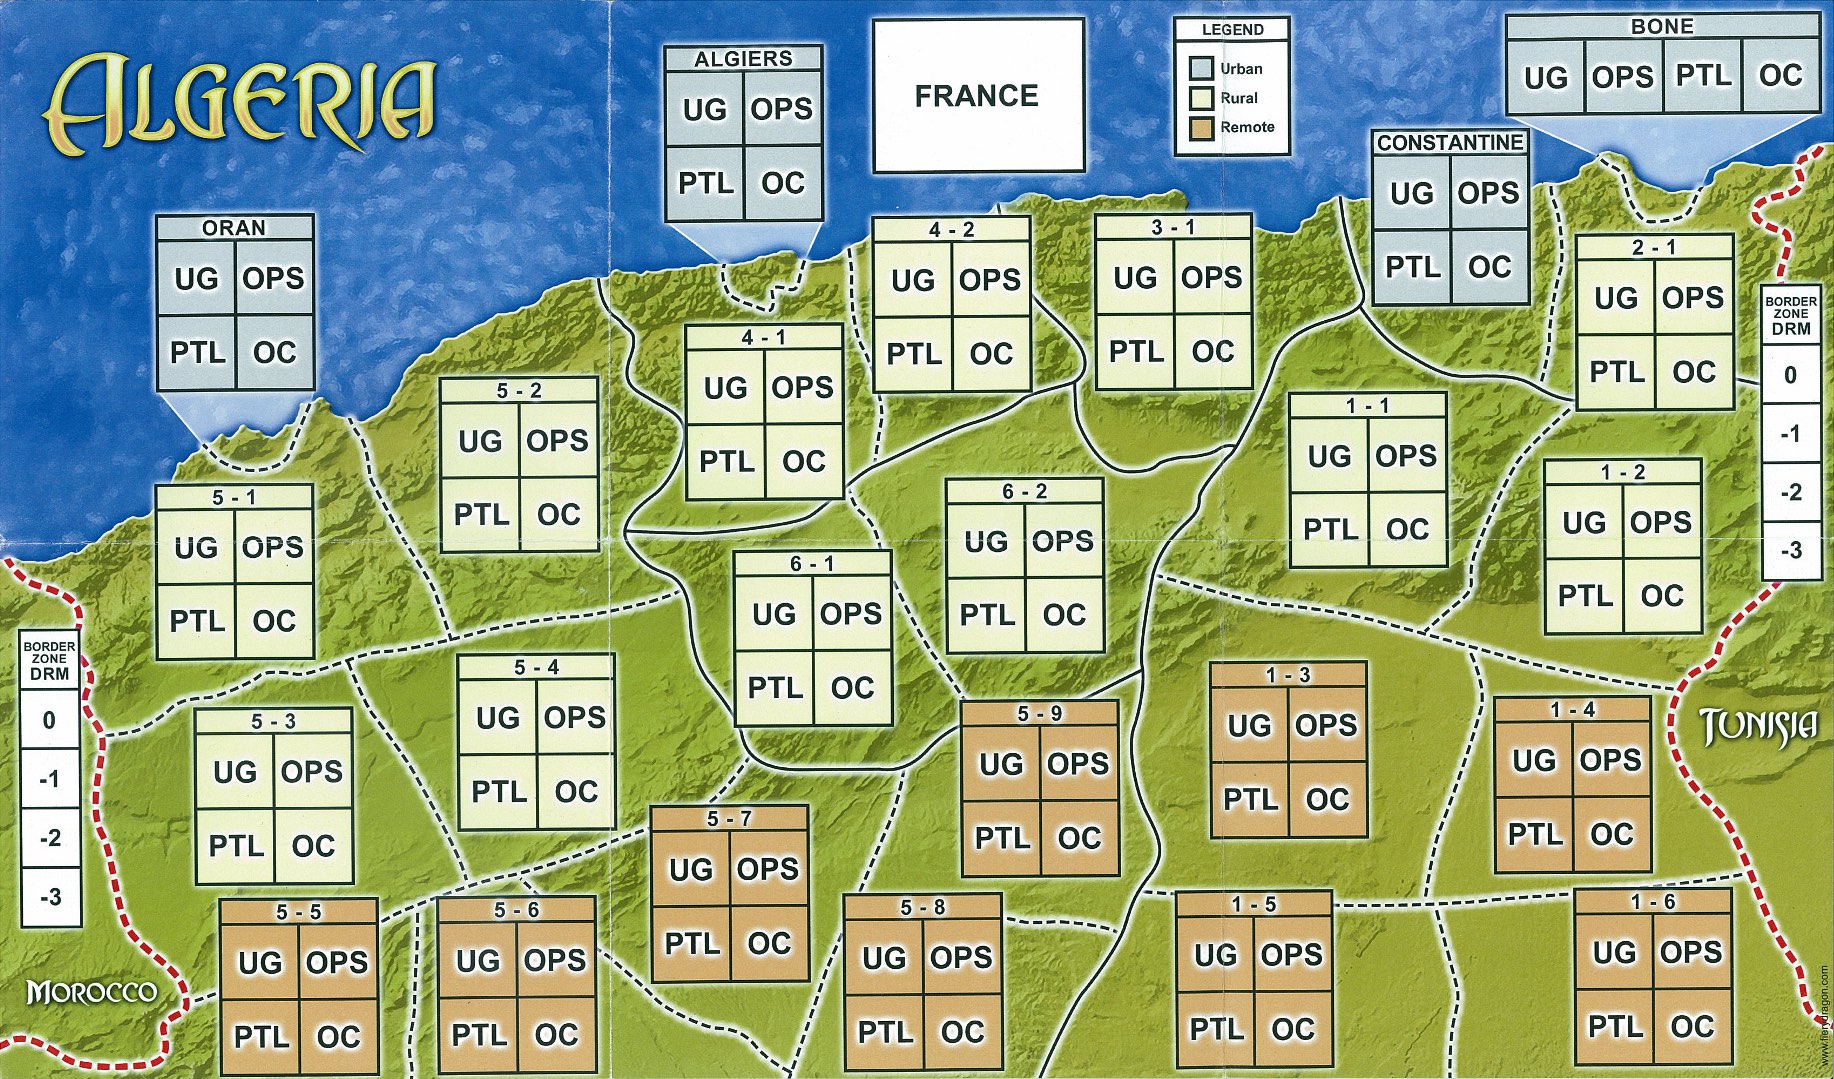 ALGERIA
FRANCE
LEGEND
Urban
Rural
Remote
BONE
UG OPS PTL OC
ALGIERS
UG OPS
PTL OC
CONSTANTINE
UG OPS
PTL OC
ORAN
UG OPS
PTL OC
4 - 2
UG OPS
PTL OC
3 - 1
UG OPS
PTL OC
2 - 1
UG OPS
PTL OC
BORDER
ZONE
DRM
0
-1
-2
-3
4 - 1
UG OPS
PTL OC
5 - 2
UG OPS
PTL OC
1 - 1
UG OPS
PTL OC
1 - 2
UG OPS
PTL OC
5 - 1
UG OPS
PTL OC
6 - 2
UG OPS
PTL OC
6 - 1
UG OPS
PTL OC
BORDER
ZONE
DRM
0
-1
-2
-3
5 - 4
UG OPS
PTL OC
1 - 3
UG OPS
PTL OC
5 - 3
UG OPS
PTL OC
5 - 9
UG OPS
PTL OC
1 - 4
UG OPS
PTL OC
TUNISIA
5 - 7
UG OPS
PTL OC
MOROCCO
5 - 5
UG OPS
PTL OC
5 - 6
UG OPS
PTL OC
5 - 8
UG OPS
PTL OC
1 - 5
UG OPS
PTL OC
1 - 6
UG OPS
PTL OC
www.fierydragon.com